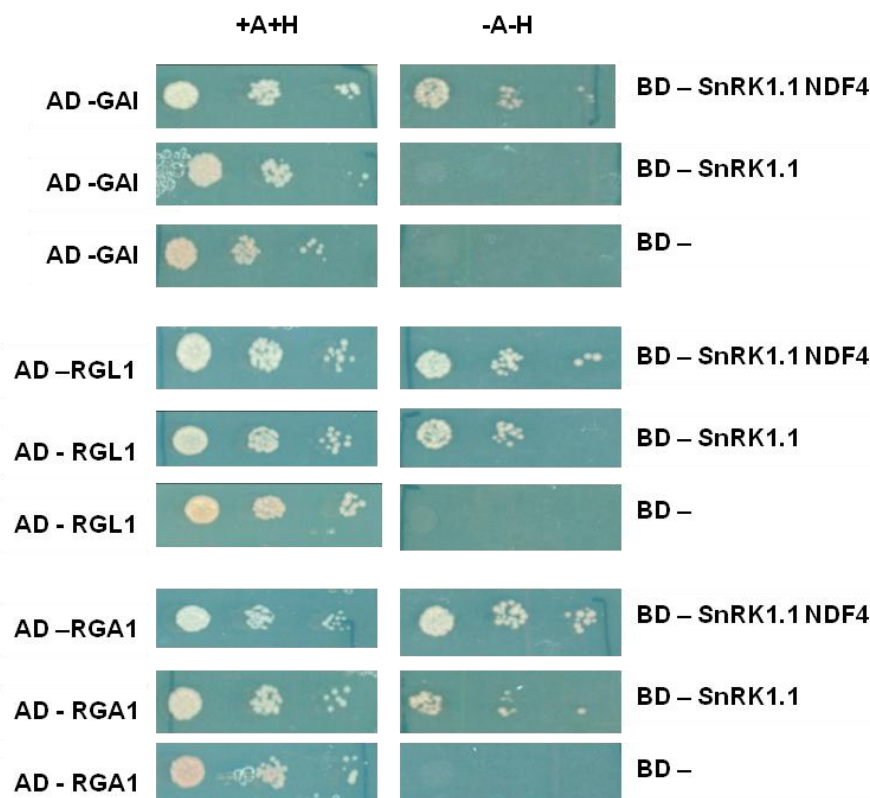 +A+H -A-H
AD -GAI BD – SnRK1.1 NDF4
AD -GAI BD – SnRK1.1
AD -GAI BD –
AD –RGL1 BD – SnRK1.1 NDF4
AD - RGL1 BD – SnRK1.1
AD - RGL1 BD –
AD –RGA1 BD – SnRK1.1 NDF4
AD - RGA1 BD – SnRK1.1
AD - RGA1 BD –